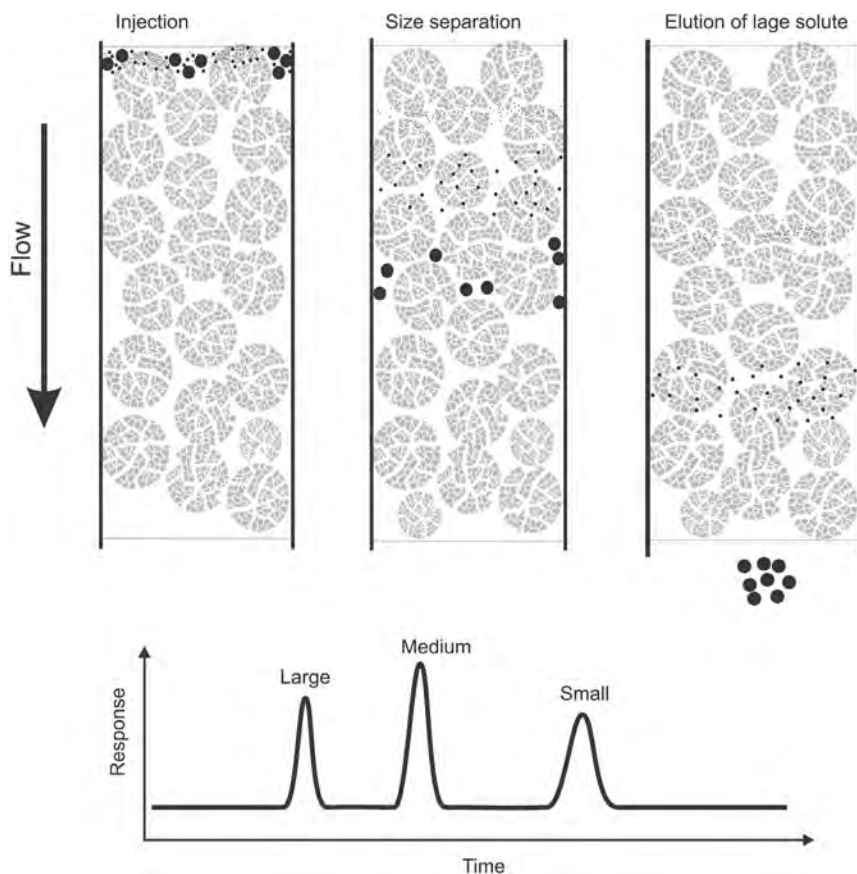 Injection
Size separation
Elution of lage solute
Flow
Large
Medium
Small
Response
Time